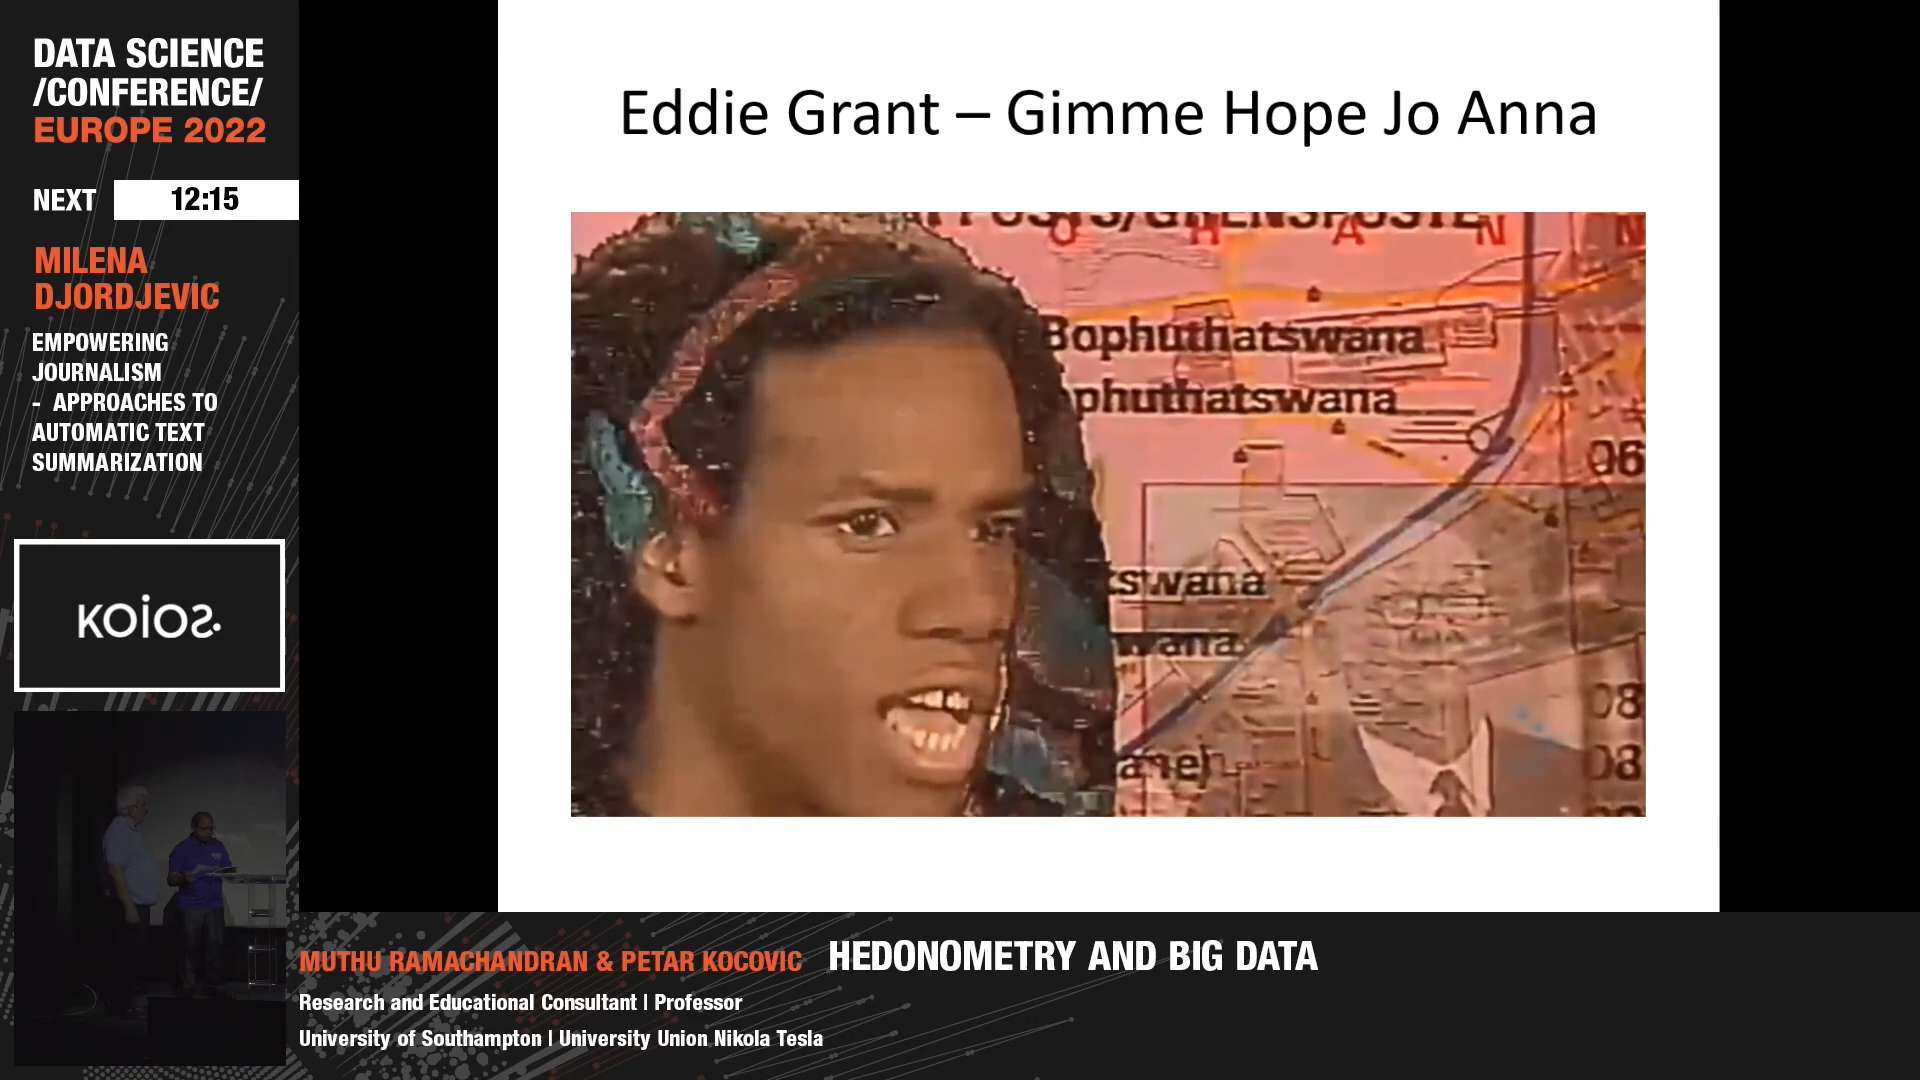 DATA SCIENCE
/CONFERENCE/
EUROPE 2022
NEXT 12:15
MILENA
DJORDJEVIC
EMPOWERING
JOURNALISM
- APPROACHES TO
AUTOMATIC TEXT
SUMMARIZATION
KOIOS.
Eddie Grant – Gimme Hope Jo Anna
O H A N N
Bophuthatswana
ophuthatswana
tswana
wana
06
08
08
MUTHU RAMACHANDRAN & PETAR KOCOVIC HEDONOMETRY AND BIG DATA
Research and Educational Consultant | Professor
University of Southampton | University Union Nikola Tesla